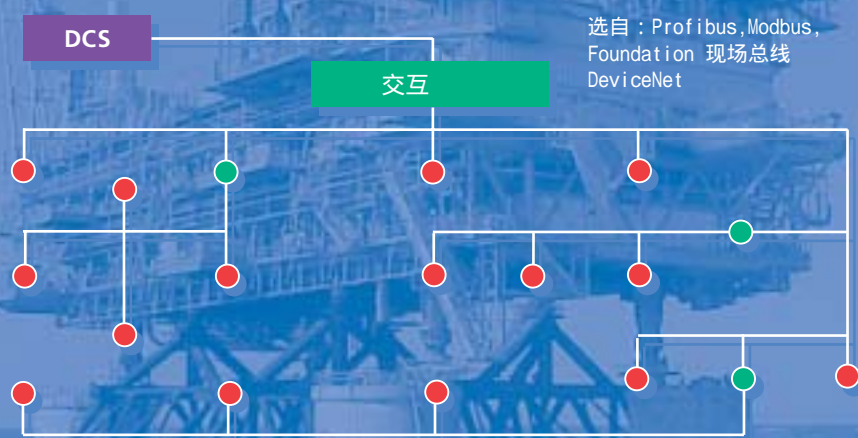 DCS
交互
选自：Profibus,Modbus,
Foundation 现场总线
DeviceNet